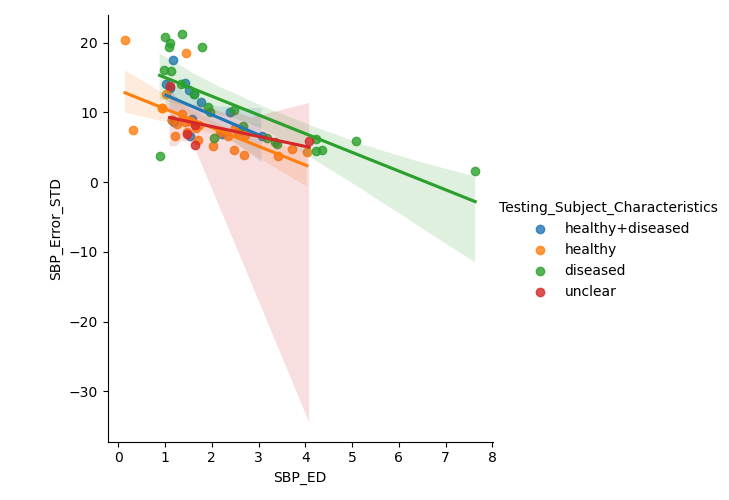 20
10
0
−10
−20
−30
SBP_Error_STD
0 1 2 3 4 5 6 7 8
SBP_ED
Testing_Subject_Characteristics
healthy+diseased
healthy
diseased
unclear